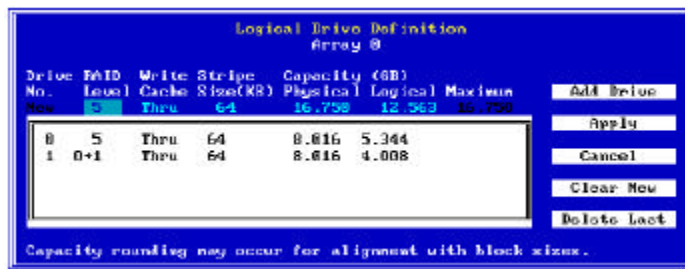 Logical Drive Definition
Array 0
Drive RAID Write Stripe Capacity (GB)
No. Level Cache Size(KB) Physical Logical Maximum
New 5 Thru 64 16.750 12.563 16.750
0 5 Thru 64 8.016 5.344
1 0+1 Thru 64 8.016 4.008
Add Drive
Apply
Cancel
Clear New
Delete Last
Capacity rounding may occur for alignment with block sizes.